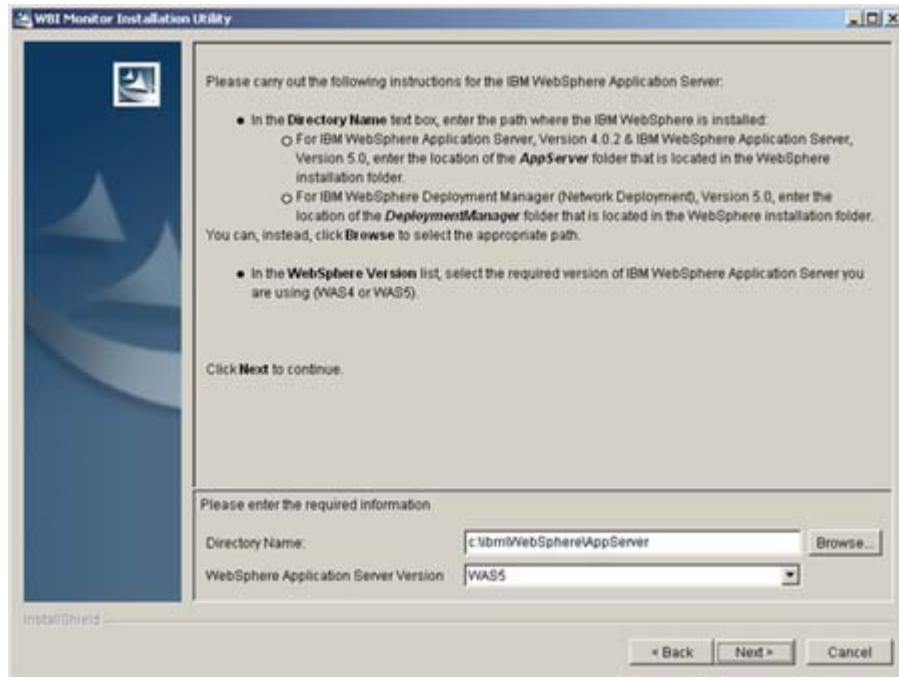 WBI Monitor Installation Utility
Please carry out the following instructions for the IBM WebSphere Application Server:
In the Directory Name text box, enter the path where the IBM WebSphere is installed:
For IBM WebSphere Application Server, Version 4.0.2 & IBM WebSphere Application Server,
Version 5.0, enter the location of the AppServer folder that is located in the WebSphere
installation folder.
For IBM WebSphere Deployment Manager (Network Deployment), Version 5.0, enter the
location of the DeploymentManager folder that is located in the WebSphere installation folder.
You can, instead, click Browse to select the appropriate path.
In the WebSphere Version list, select the required version of IBM WebSphere Application Server you
are using (WAS4 or WAS5).
Click Next to continue.
Please enter the required information
Directory Name:
c:\ibm\WebSphere\AppServer
Browse...
WebSphere Application Server Version
WAS5
InstallShield
< Back
Next >
Cancel